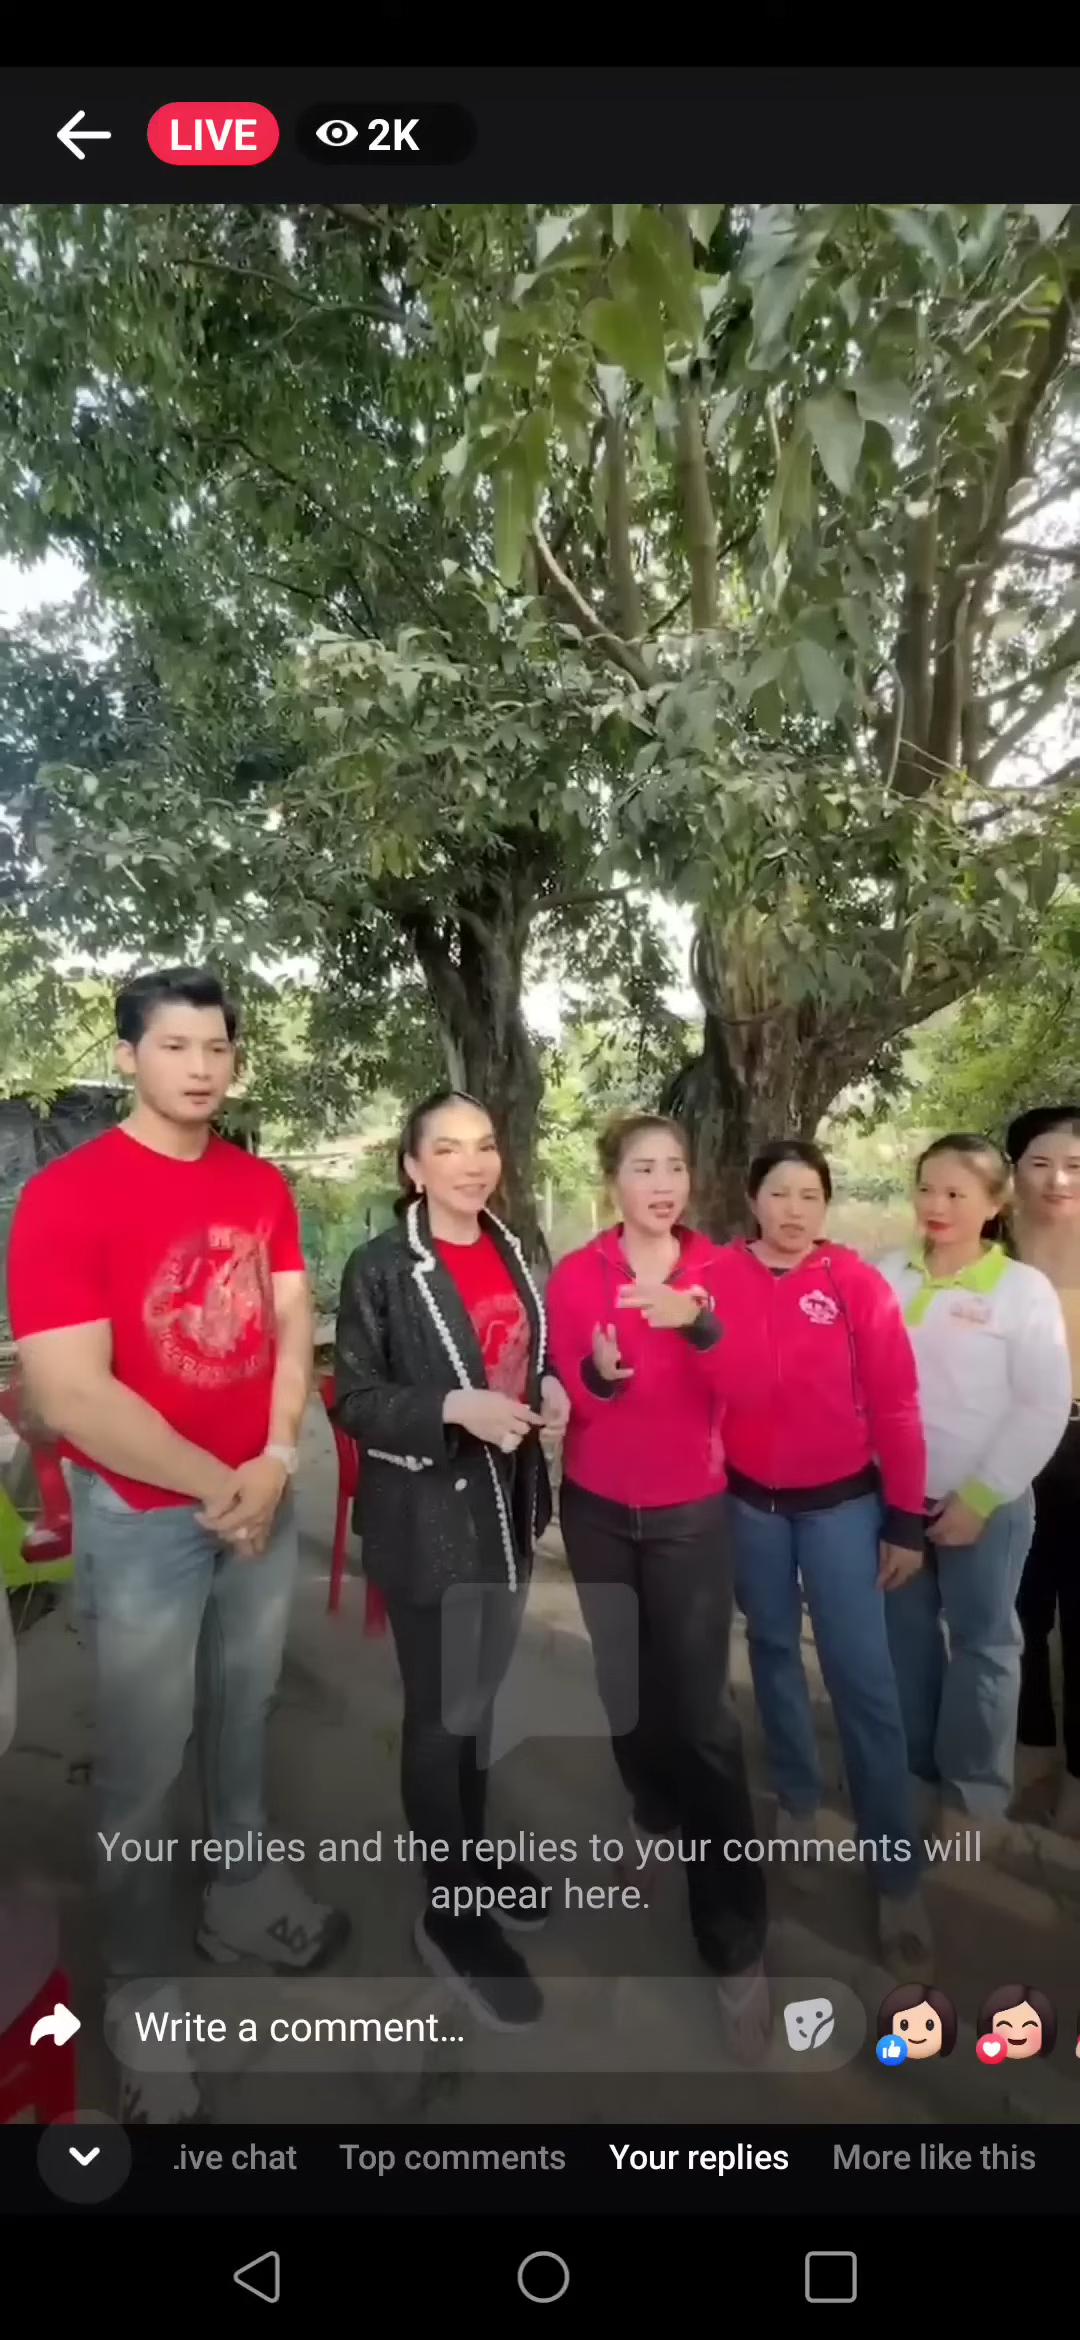 LIVE
2K
Your replies and the replies to your comments will
appear here.
Write a comment...
.ive chat
Top comments
Your replies
More like this